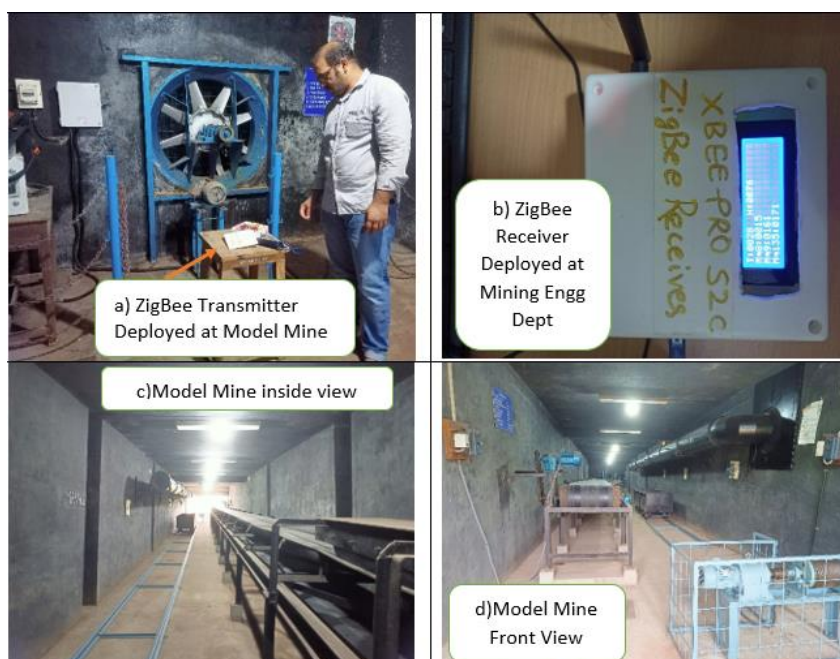 a) ZigBee Transmitter
Deployed at Model Mine
XBEE-PRO S2C
ZigBee Receives
b) ZigBee
Receiver
Deployed at
Mining Engg
Dept
c)Model Mine inside view
d)Model Mine
Front View